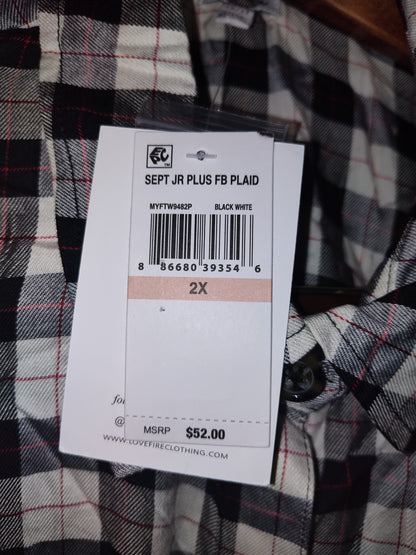 SEPT JR PLUS FB PLAID
MYFTW9482P BLACK WHITE
8 86680 39354 6
2X
MSRP $52.00
@
WWW.LOVEFIRECLOTHING.COM